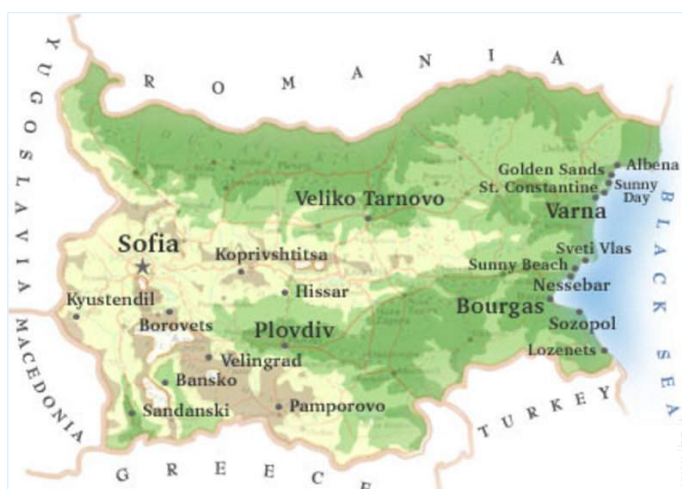 ROMANIA
YUGOSLAVIA
Golden Sands
Albena
St. Constantine
Sunny
Day
Veliko Tarnovo
Varna
BLACK SEA
Sofia
Sveti Vlas
Koprivshtitsa
Sunny Beach
Nessebar
Hissar
Kyustendil
Bourgas
Borovets
Plovdiv
Sozopol
Velingrad
Lozenets
Bansko
MACEDONIA
Sandanski
Pamporovo
TURKEY
GREECE